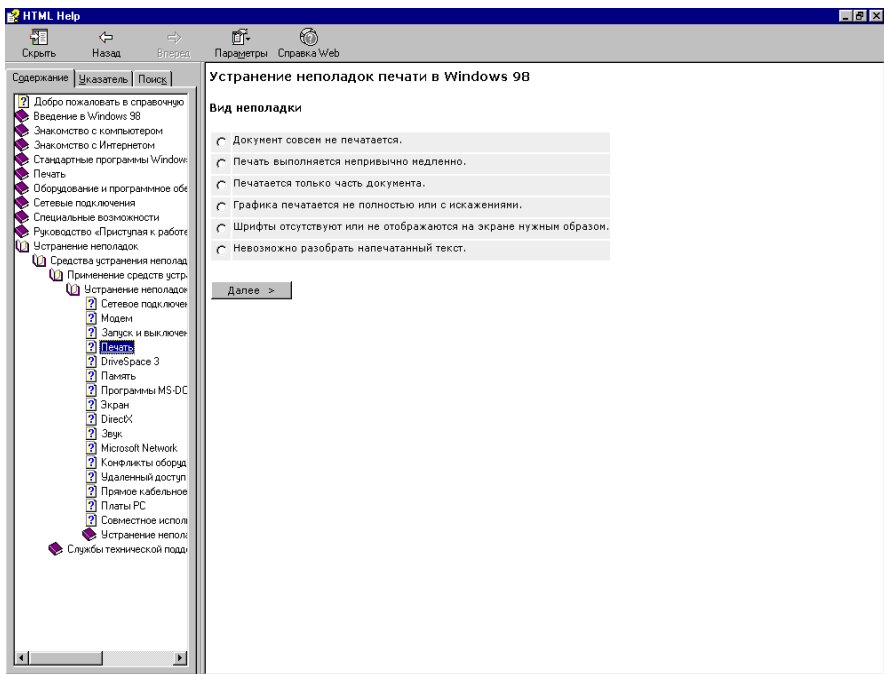 HTML Help
Скрыть Назад Вперед Параметры Справка Web
Содержание Указатель Поиск
Добро пожаловать в справочную
Введение в Windows 98
Знакомство с компьютером
Знакомство с Интернетом
Стандартные программы Window
Печать
Оборудование и программное обе
Сетевые подключения
Специальные возможности
Руководство «Приступая к работе
Устранение неполадок
Средства устранения неполад
Применение средств устр
Устранение неполадок
Сетевое подключен
Модем
Запуск и выключен
Печать
DriveSpace 3
Память
Программы MS-DO
Экран
DirectX
Звук
Microsoft Network
Конфликты оборуд
Удаленный доступ
Прямое кабельное
Платы PC
Совместное испол
Устранение непола
Службы технической подд
Устранение неполадок печати в Windows 98
Вид неполадки
Документ совсем не печатается.
Печать выполняется непривычно медленно.
Печатается только часть документа.
Графика печатается не полностью или с искажениями.
Шрифты отсутствуют или не отображаются на экране нужным образом.
Невозможно разобрать напечатанный текст.
Далее >